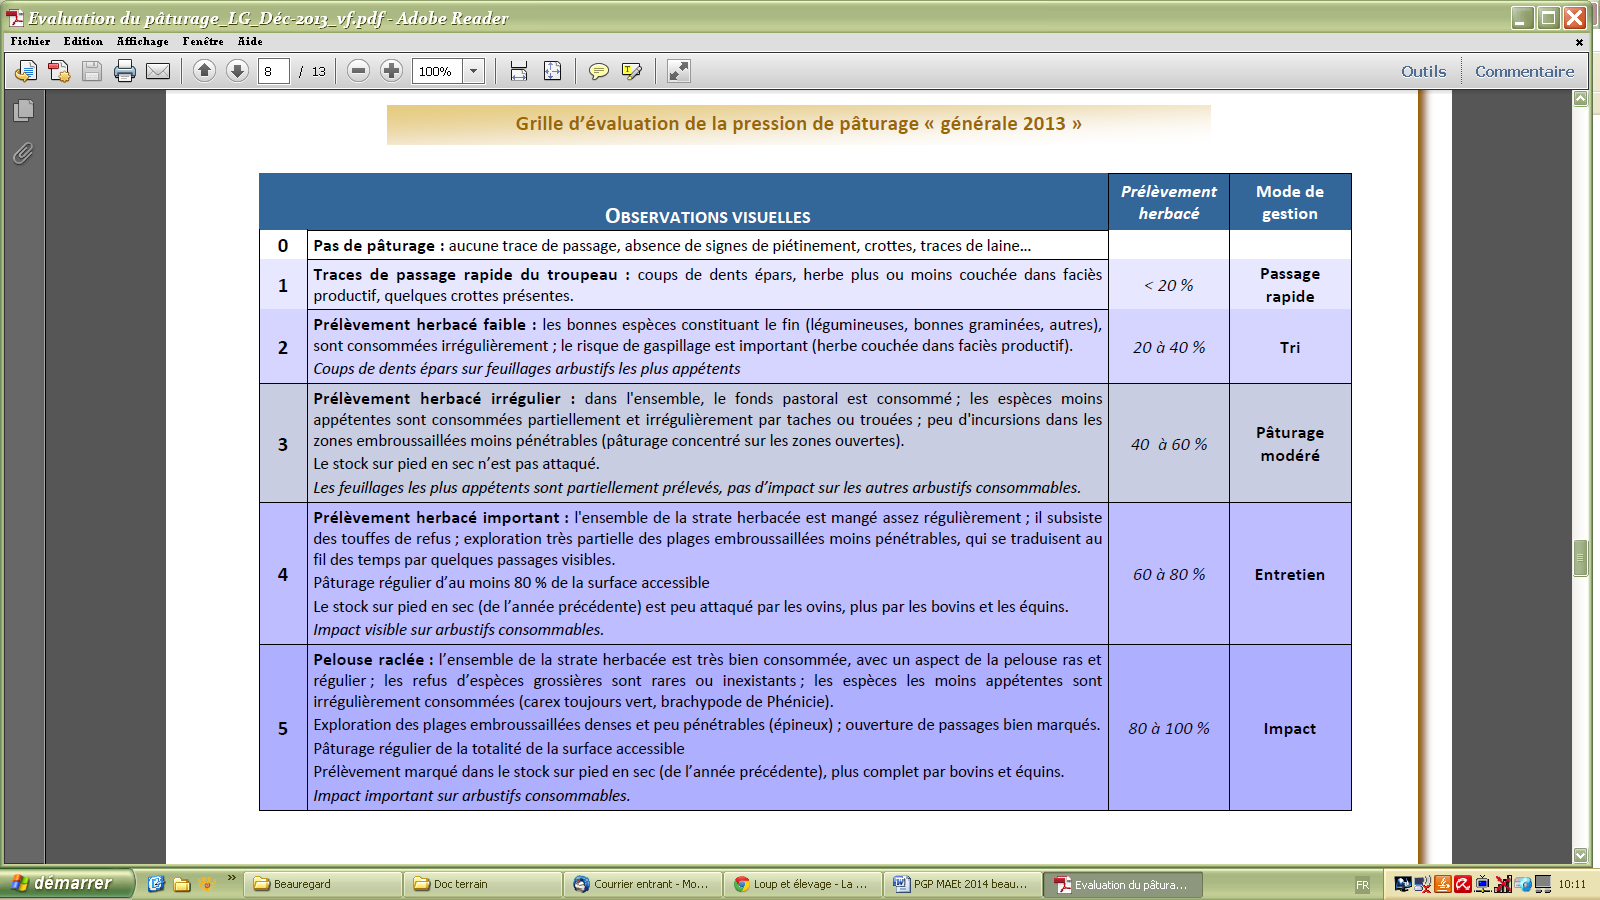 Evaluation du pâturage_LG_Déc-2013_vf.pdf - Adobe Reader
Fichier Edition Affichage Fenêtre Aide
8 / 13 100% Outils Commentaire
Grille d’évaluation de la pression de pâturage « générale 2013 »
OBSERVATIONS VISUELLES
Prélèvement
herbacé
Mode de
gestion
0 Pas de pâturage : aucune trace de passage, absence de signes de piétinement, crottes, traces de laine…
1 Traces de passage rapide du troupeau : coups de dents épars, herbe plus ou moins couchée dans faciès
productif, quelques crottes présentes.
< 20 %
Passage
rapide
2 Prélèvement herbacé faible : les bonnes espèces constituant le fin (légumineuses, bonnes graminées, autres),
sont consommées irrégulièrement ; le risque de gaspillage est important (herbe couchée dans faciès productif).
Coups de dents épars sur feuillages arbustifs les plus appétents
20 à 40 %
Tri
3 Prélèvement herbacé irrégulier : dans l'ensemble, le fonds pastoral est consommé ; les espèces moins
appétentes sont consommées partiellement et irrégulièrement par taches ou trouées ; peu d'incursions dans les
zones embroussaillées moins pénétrables (pâturage concentré sur les zones ouvertes).
Le stock sur pied en sec n’est pas attaqué.
Les feuillages les plus appétents sont partiellement prélevés, pas d’impact sur les autres arbustifs consommables.
40 à 60 %
Pâturage
modéré
4 Prélèvement herbacé important : l'ensemble de la strate herbacée est mangé assez régulièrement ; il subsiste
des touffes de refus ; exploration très partielle des plages embroussaillées moins pénétrables, qui se traduisent au
fil des temps par quelques passages visibles.
Pâturage régulier d’au moins 80 % de la surface accessible
Le stock sur pied en sec (de l’année précédente) est peu attaqué par les ovins, plus par les bovins et les équins.
Impact visible sur arbustifs consommables.
60 à 80 %
Entretien
5 Pelouse raclée : l’ensemble de la strate herbacée est très bien consommée, avec un aspect de la pelouse ras et
régulier ; les refus d’espèces grossières sont rares ou inexistants ; les espèces les moins appétentes sont
irrégulièrement consommées (carex toujours vert, brachypode de Phénicie).
Exploration des plages embroussaillées denses et peu pénétrables (épineux) ; ouverture de passages bien marqués.
Pâturage régulier de la totalité de la surface accessible
Prélèvement marqué dans le stock sur pied en sec (de l’année précédente), plus complet par bovins et équins.
Impact important sur arbustifs consommables.
80 à 100 %
Impact
démarrer » Beauregard Doc terrain Courrier entrant - Mo... Loup et élevage - La ... PGP MAEt 2014 beau... Evaluation du pâtura... FR 10:11